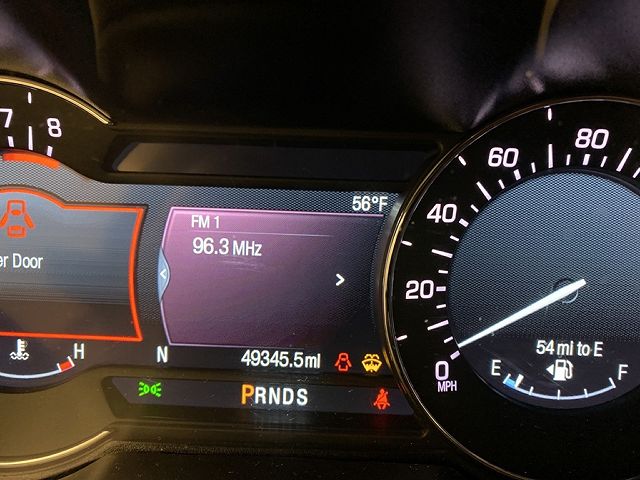 7
8
er Door
H
56°F
FM 1
96.3 MHz
N
49345.5mi
PRNDS
0
20
40
60
80
MPH
54 mi to E
E
F